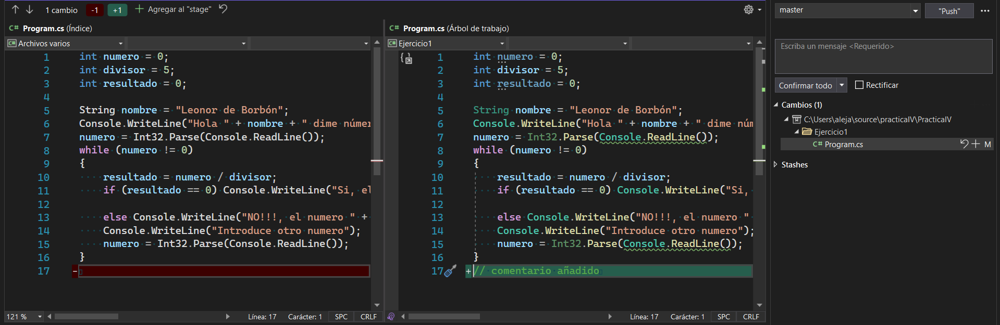 1 cambio -1 +1 Agregar al "stage"
C# Program.cs (Índice)
Archivos varios
1 int numero = 0;
2 int divisor = 5;
3 int resultado = 0;
4
5 String nombre = "Leonor de Borbón";
6 Console.WriteLine("Hola " + nombre + " dime númer
7 numero = Int32.Parse(Console.ReadLine());
8 while (numero != 0)
9 {
10 resultado = numero / divisor;
11 if (resultado == 0) Console.WriteLine("Si, el
12
13 else Console.WriteLine("NO!!!, el numero " +
14 Console.WriteLine("Introduce otro numero");
15 numero = Int32.Parse(Console.ReadLine());
16 }
17 -
121 % Línea: 17 Carácter: 1 SPC CRLF
C# Program.cs (Árbol de trabajo)
C# Ejercicio1
1 int numero = 0;
2 int divisor = 5;
3 int resultado = 0;
4
5 String nombre = "Leonor de Borbón";
6 Console.WriteLine("Hola " + nombre + " dime núm
7 numero = Int32.Parse(Console.ReadLine());
8 while (numero != 0)
9 {
10 resultado = numero / divisor;
11 if (resultado == 0) Console.WriteLine("Si,
12
13 else Console.WriteLine("NO!!!, el numero "
14 Console.WriteLine("Introduce otro numero");
15 numero = Int32.Parse(Console.ReadLine());
16 }
17 + // comentario añadido
Línea: 17 Carácter: 1 SPC CRLF
master "Push"
Escriba un mensaje <Requerido>
Confirmar todo Rectificar
Cambios (1)
C:\Users\aleja\source\practicaIV\PracticaIV
Ejercicio1
C# Program.cs M
Stashes